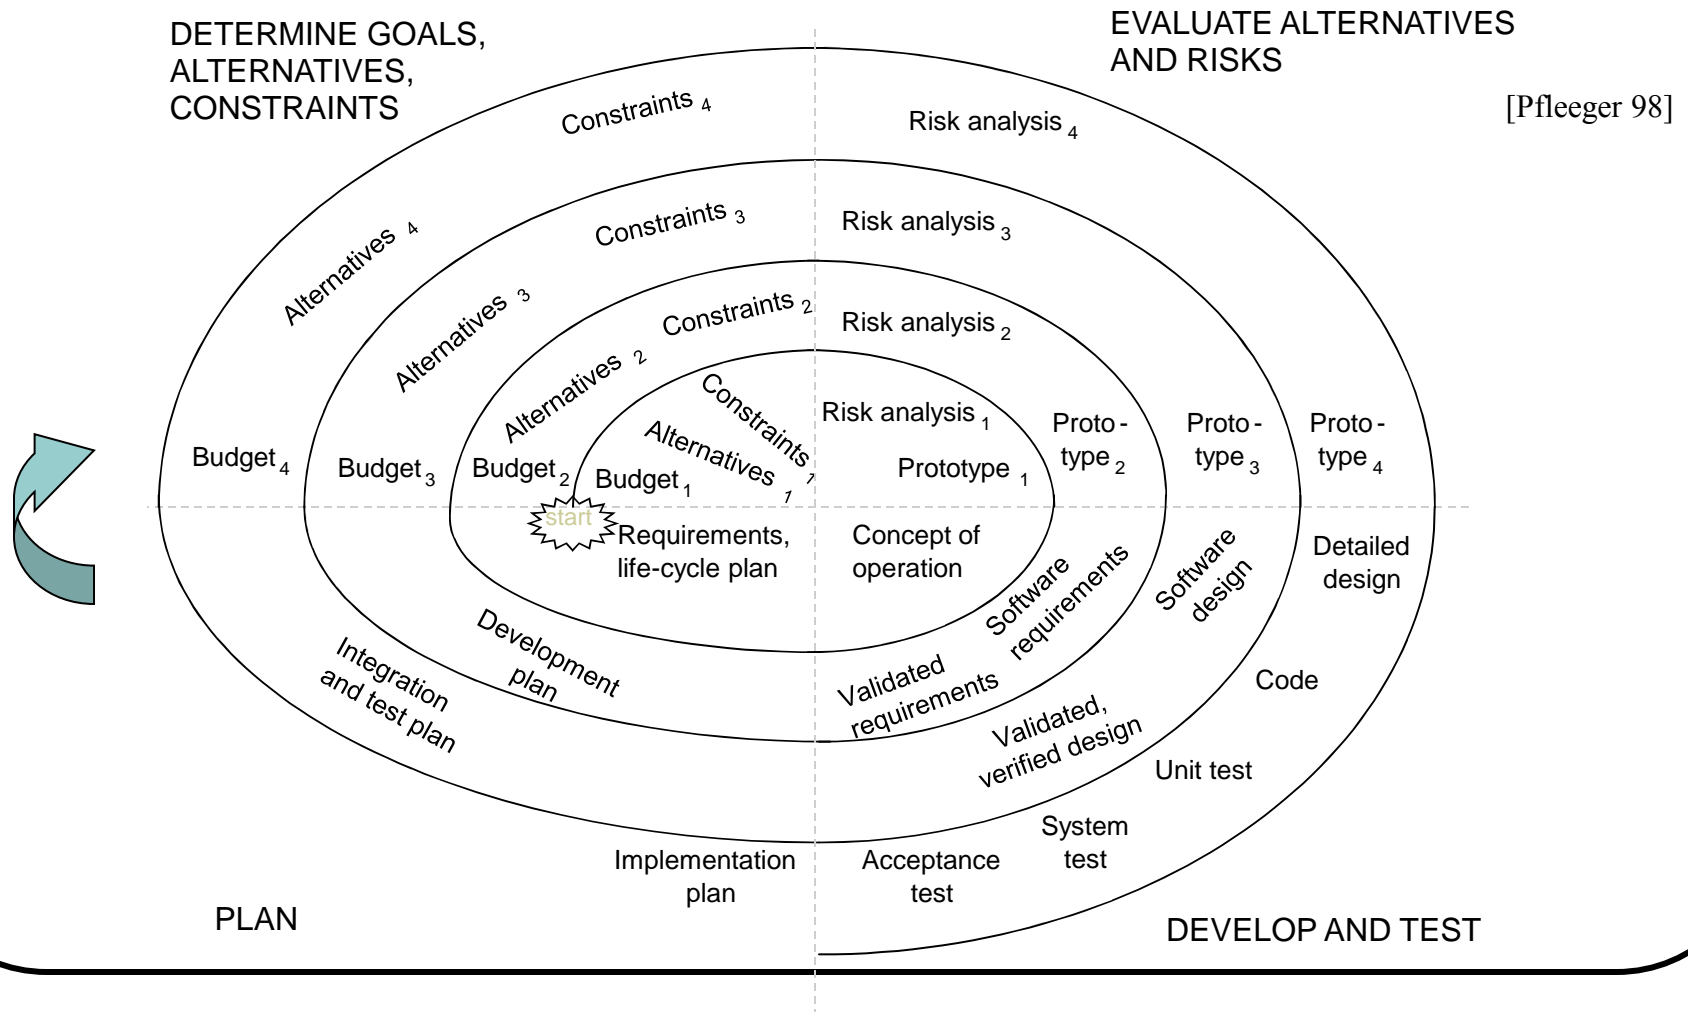 DETERMINE GOALS,
ALTERNATIVES,
CONSTRAINTS
EVALUATE ALTERNATIVES
AND RISKS
[Pfleeger 98]
Constraints 4
Risk analysis 4
Alternatives 4
Constraints 3
Risk analysis 3
Alternatives 3
Constraints 2
Risk analysis 2
Alternatives 2
Constraints 1
Risk analysis 1
Alternatives 1
Budget 4
Budget 3
Budget 2
Budget 1
Prototype 1
Proto-
type 2
Proto-
type 3
Proto-
type 4
start
Requirements,
life-cycle plan
Concept of
operation
Software
requirements
Software
design
Detailed
design
Development
plan
Integration
and test plan
Validated
requirements
Validated,
verified design
Code
Unit test
System
test
Acceptance
test
Implementation
plan
PLAN
DEVELOP AND TEST